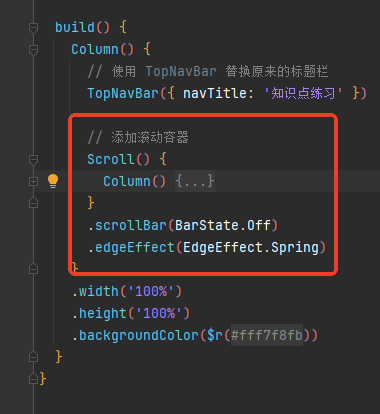 build() {
Column() {
// 使用 TopNavBar 替换原来的标题栏
TopNavBar({ navTitle: '知识点练习' })
// 添加滚动容器
Scroll() {
Column() {...}
}
.scrollBar(BarState.Off)
.edgeEffect(EdgeEffect.Spring)
}
.width('100%')
.height('100%')
.backgroundColor($r(#fff7f8fb))
}
}